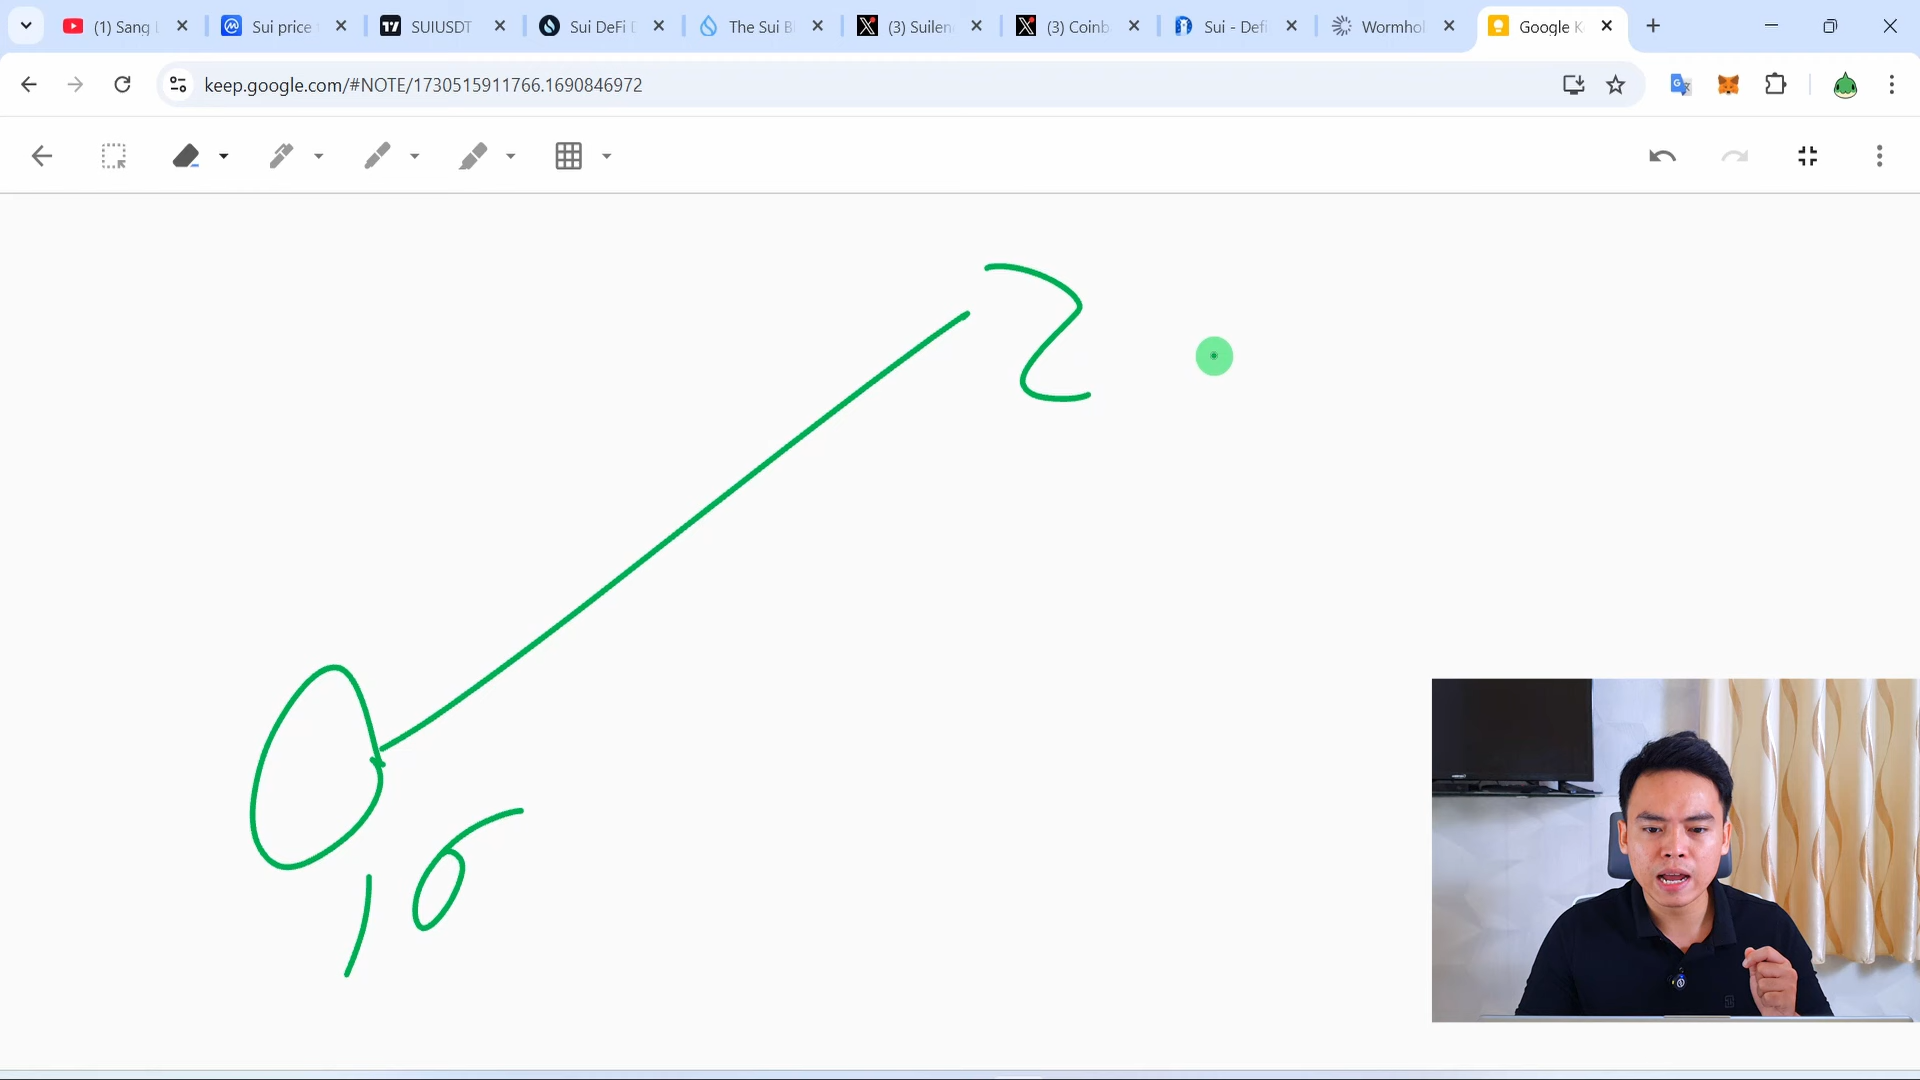 (1) Sang L
Sui price
SUIUSDT
Sui DeFi D
The Sui Bl
(3) Suilen
(3) Coinb
Sui - Defi
Wormhol
Google K
keep.google.com/#NOTE/1730515911766.1690846972
2
10